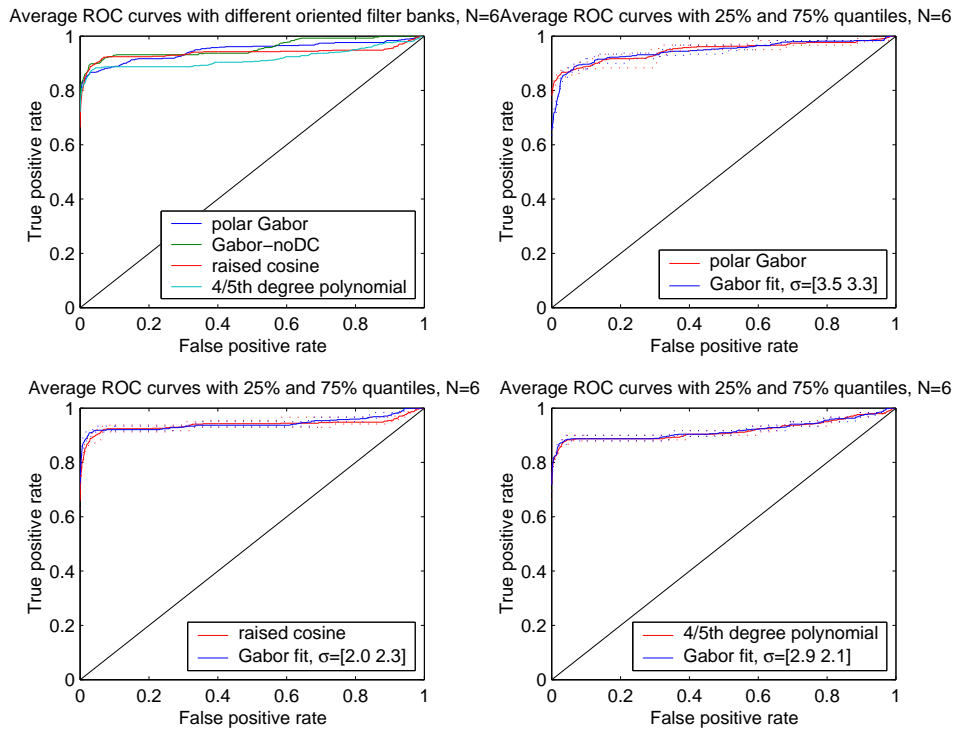 Average ROC curves with different oriented filter banks, N=6
1
0.8
0.6
0.4
0.2
0
True positive rate
polar Gabor
Gabor−noDC
raised cosine
4/5th degree polynomial
0 0.2 0.4 0.6 0.8 1
False positive rate
Average ROC curves with 25% and 75% quantiles, N=6
1
0.8
0.6
0.4
0.2
0
True positive rate
polar Gabor
Gabor fit, σ=[3.5 3.3]
0 0.2 0.4 0.6 0.8 1
False positive rate
Average ROC curves with 25% and 75% quantiles, N=6
1
0.8
0.6
0.4
0.2
0
True positive rate
raised cosine
Gabor fit, σ=[2.0 2.3]
0 0.2 0.4 0.6 0.8 1
False positive rate
Average ROC curves with 25% and 75% quantiles, N=6
1
0.8
0.6
0.4
0.2
0
True positive rate
4/5th degree polynomial
Gabor fit, σ=[2.9 2.1]
0 0.2 0.4 0.6 0.8 1
False positive rate